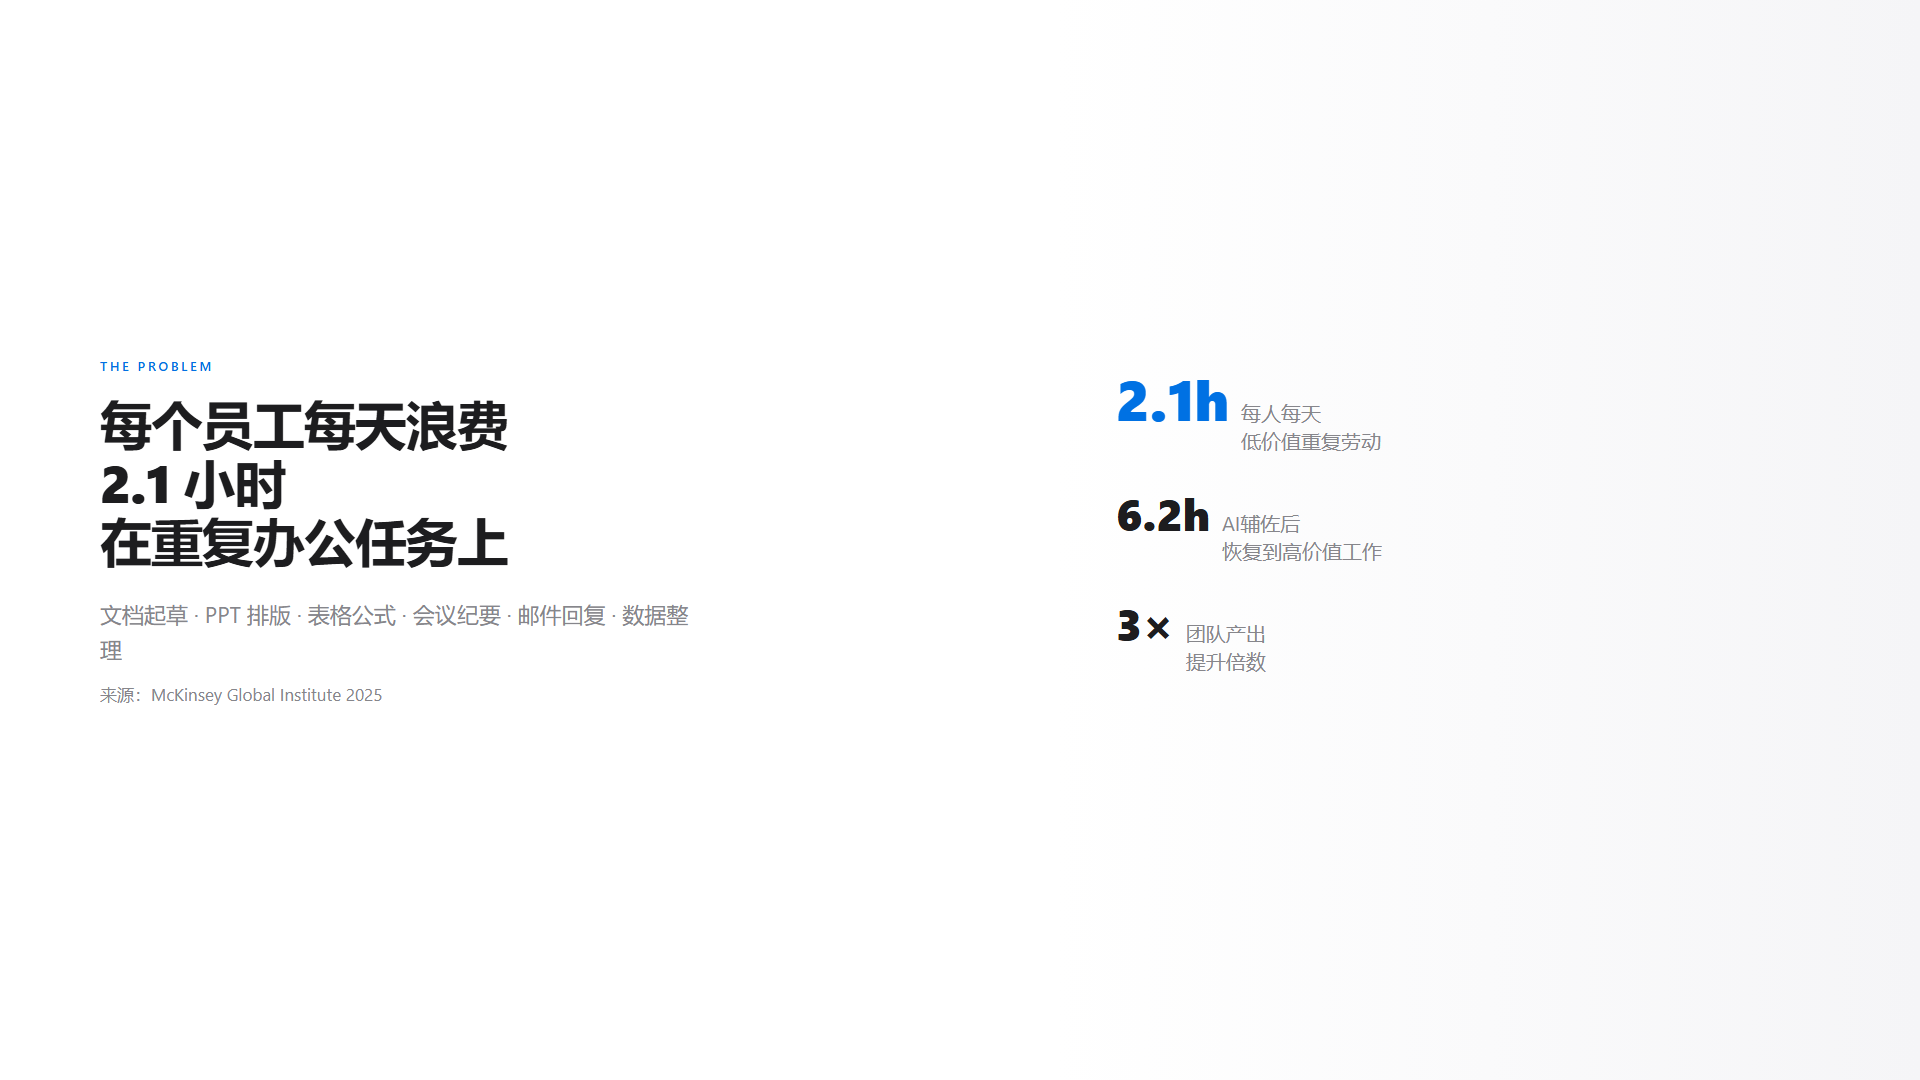 THE PROBLEM
每个员工每天浪费
2.1 小时
在重复办公任务上
文档起草 · PPT 排版 · 表格公式 · 会议纪要 · 邮件回复 · 数据整
理
来源：McKinsey Global Institute 2025
2.1h 每人每天
低价值重复劳动
6.2h AI辅佐后
恢复到高价值工作
3× 团队产出
提升倍数